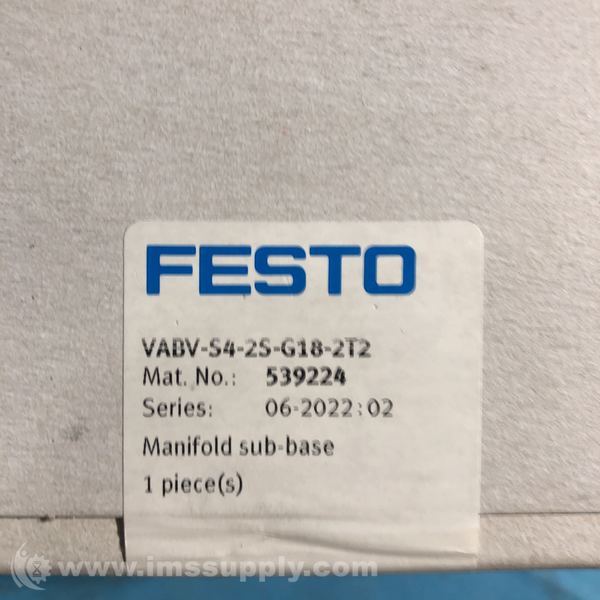 FESTO
VABV-S4-2S-G18-2T2
Mat. No.: 539224
Series: 06-2022:02
Manifold sub-base
1 piece(s)
www.imssupply.com